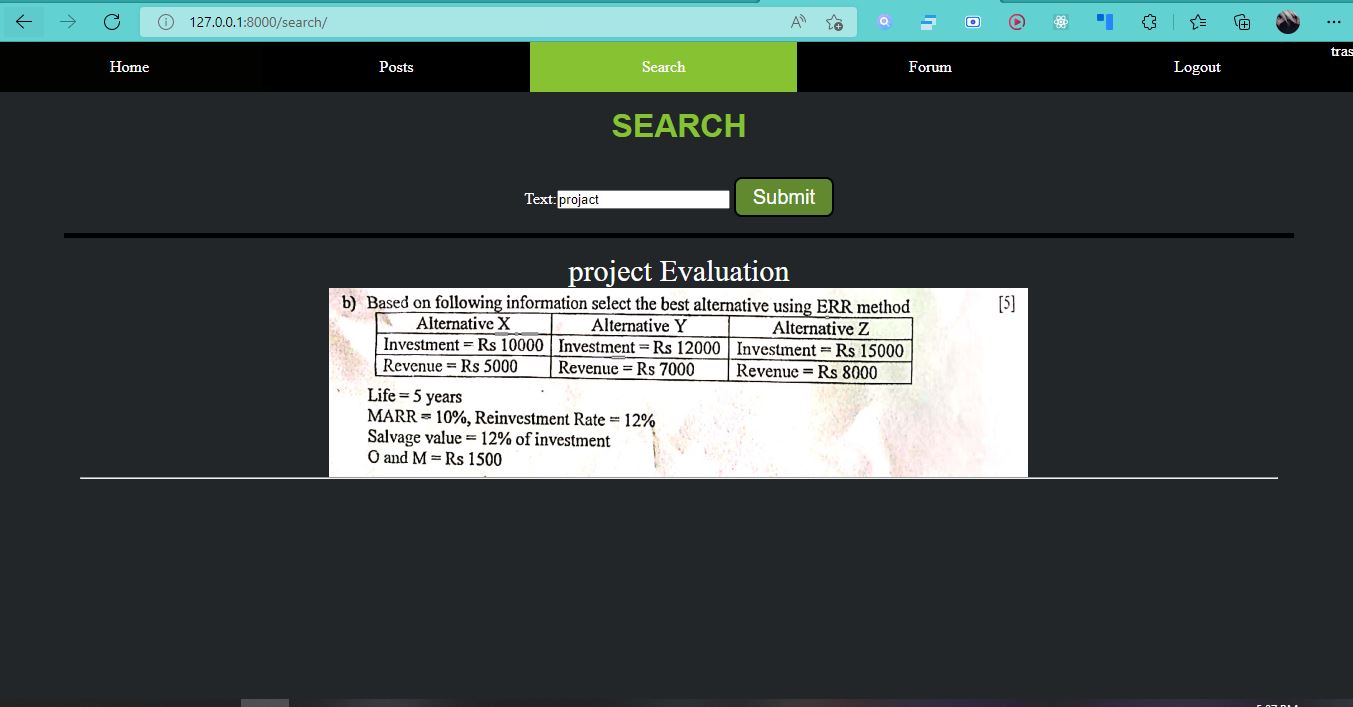 127.0.0.1:8000/search/
Home Posts Search Forum Logout tras
SEARCH
Text: projact Submit
project Evaluation
b) Based on following information select the best alternative using ERR method [5]
Alternative X Alternative Y Alternative Z
Investment = Rs 10000 Investment = Rs 12000 Investment = Rs 15000
Revenue = Rs 5000 Revenue = Rs 7000 Revenue = Rs 8000
Life = 5 years
MARR = 10%, Reinvestment Rate = 12%
Salvage value = 12% of investment
O and M = Rs 1500